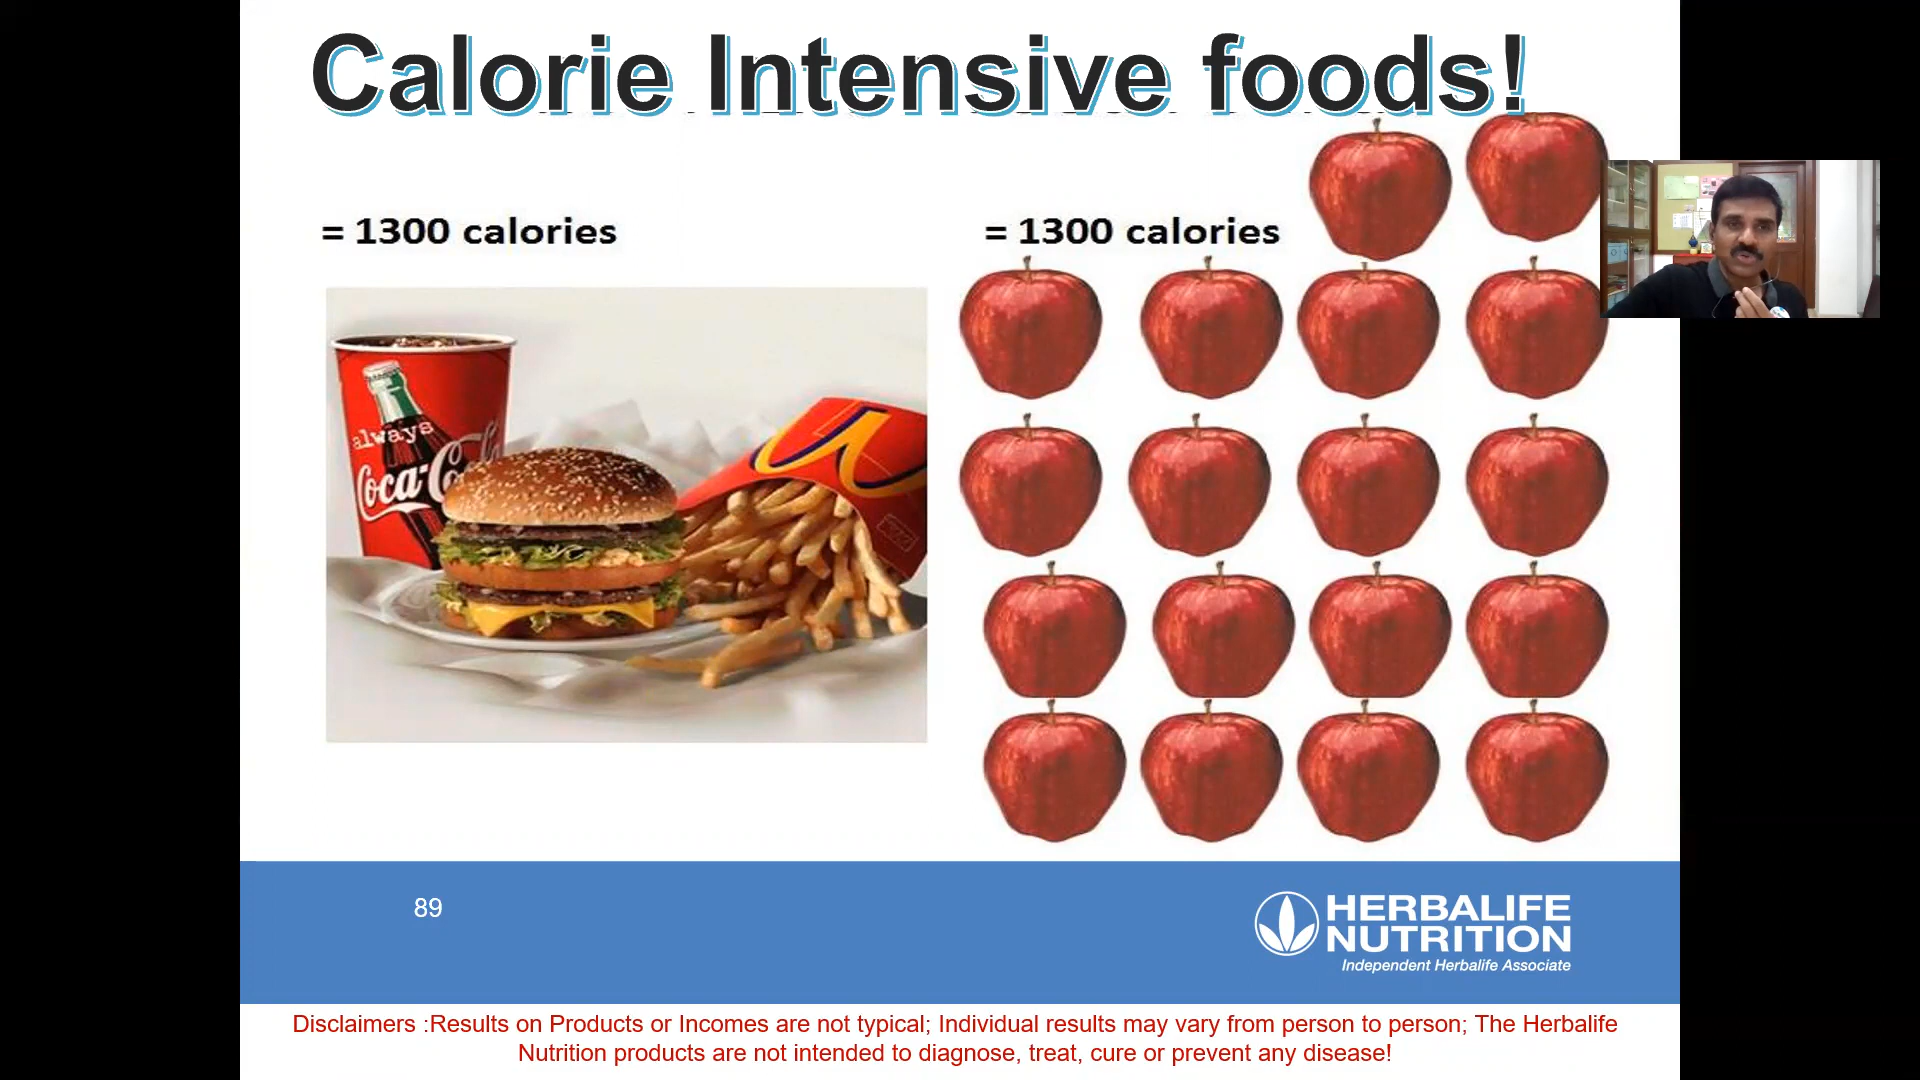 Calorie Intensive foods!
= 1300 calories
= 1300 calories
always
Coca-Co
89
HERBALIFE
NUTRITION
Independent Herbalife Associate
Disclaimers :Results on Products or Incomes are not typical; Individual results may vary from person to person; The Herbalife
Nutrition products are not intended to diagnose, treat, cure or prevent any disease!